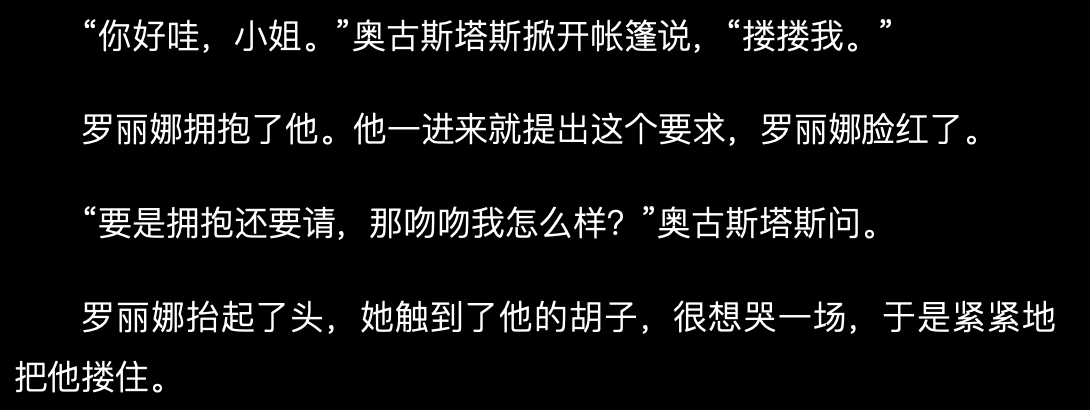 “你好哇，小姐。”奥古斯塔斯掀开帐篷说，“搂搂我。”
罗丽娜拥抱了他。他一进来就提出这个要求，罗丽娜脸红了。
“要是拥抱还要请，那吻吻我怎么样？”奥古斯塔斯问。
罗丽娜抬起了头，她触到了他的胡子，很想哭一场，于是紧紧地
把他搂住。